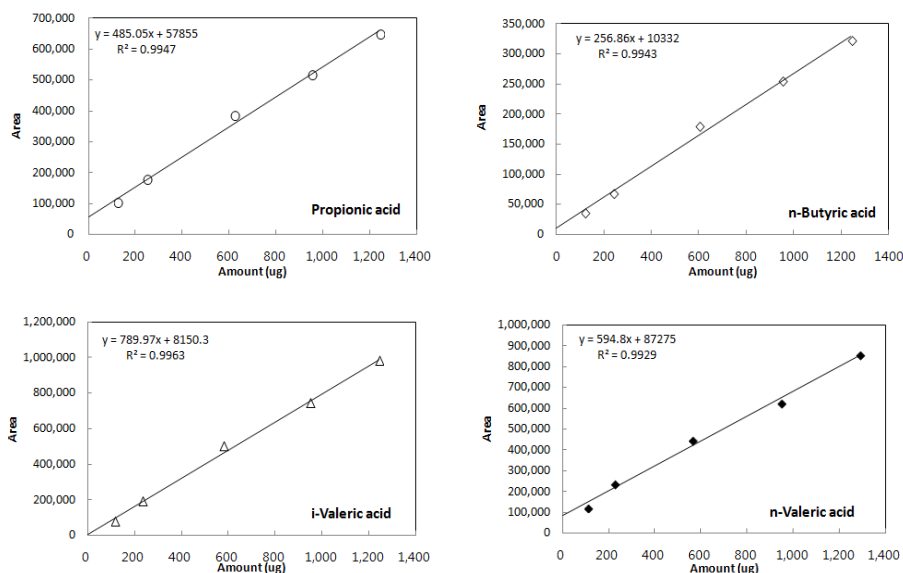 700,000
600,000
500,000
400,000
300,000
200,000
100,000
0
Area
y = 485.05x + 57855
R² = 0.9947
Propionic acid
0 200 400 600 800 1,000 1,200 1,400
Amount (ug)
350,000
300,000
250,000
200,000
150,000
100,000
50,000
0
Area
y = 256.86x + 10332
R² = 0.9943
n-Butyric acid
0 200 400 600 800 1000 1200 1400
Amount (ug)
1,200,000
1,000,000
800,000
600,000
400,000
200,000
0
Area
y = 789.97x + 8150.3
R² = 0.9963
i-Valeric acid
0 200 400 600 800 1,000 1,200 1,400
Amount (ug)
1,000,000
900,000
800,000
700,000
600,000
500,000
400,000
300,000
200,000
100,000
0
Area
y = 594.8x + 87275
R² = 0.9929
n-Valeric acid
0 200 400 600 800 1,000 1,200 1,400
Amount (ug)